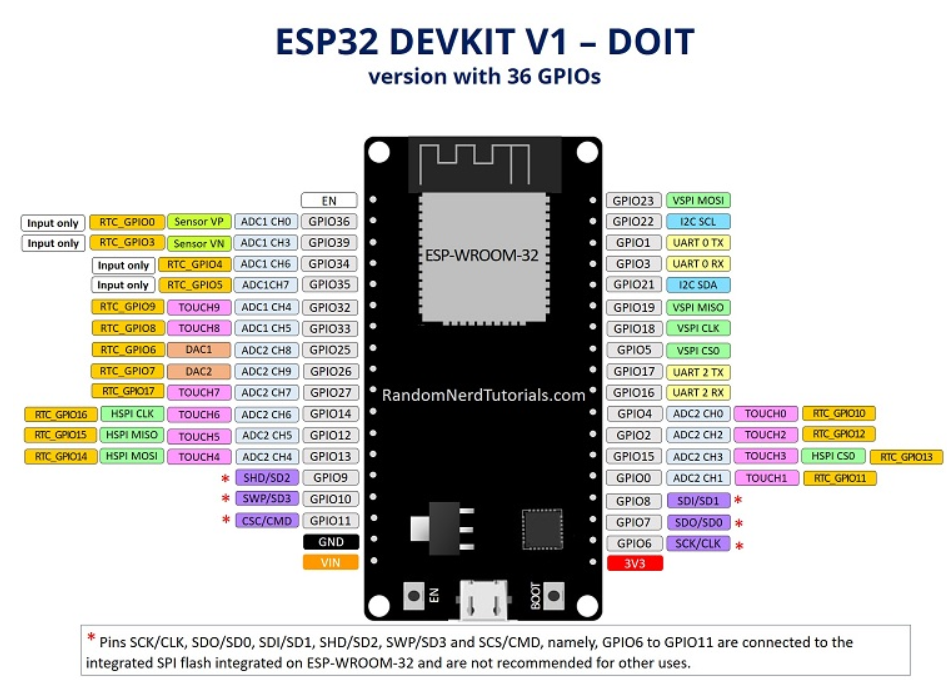 ESP32 DEVKIT V1 – DOIT
version with 36 GPIOs
EN
Input only RTC_GPIO0 Sensor VP ADC1 CH0 GPIO36
Input only RTC_GPIO3 Sensor VN ADC1 CH3 GPIO39
Input only RTC_GPIO4 ADC1 CH6 GPIO34
Input only RTC_GPIO5 ADC1CH7 GPIO35
RTC_GPIO9 TOUCH9 ADC1 CH4 GPIO32
RTC_GPIO8 TOUCH8 ADC1 CH5 GPIO33
RTC_GPIO6 DAC1 ADC2 CH8 GPIO25
RTC_GPIO7 DAC2 ADC2 CH9 GPIO26
RTC_GPIO17 TOUCH7 ADC2 CH7 GPIO27
RTC_GPIO16 HSPI CLK TOUCH6 ADC2 CH6 GPIO14
RTC_GPIO15 HSPI MISO TOUCH5 ADC2 CH5 GPIO12
RTC_GPIO14 HSPI MOSI TOUCH4 ADC2 CH4 GPIO13
* SHD/SD2 GPIO9
* SWP/SD3 GPIO10
* CSC/CMD GPIO11
GND
VIN
ESP-WROOM-32
RandomNerdTutorials.com
EN
BOOT
GPIO23 VSPI MOSI
GPIO22 I2C SCL
GPIO1 UART 0 TX
GPIO3 UART 0 RX
GPIO21 I2C SDA
GPIO19 VSPI MISO
GPIO18 VSPI CLK
GPIO5 VSPI CS0
GPIO17 UART 2 TX
GPIO16 UART 2 RX
GPIO4 ADC2 CH0 TOUCH0 RTC_GPIO10
GPIO2 ADC2 CH2 TOUCH2 RTC_GPIO12
GPIO15 ADC2 CH3 TOUCH3 HSPI CS0 RTC_GPIO13
GPIO0 ADC2 CH1 TOUCH1 RTC_GPIO11
GPIO8 SDI/SD1 *
GPIO7 SDO/SD0 *
GPIO6 SCK/CLK *
3V3
* Pins SCK/CLK, SDO/SD0, SDI/SD1, SHD/SD2, SWP/SD3 and SCS/CMD, namely, GPIO6 to GPIO11 are connected to the
integrated SPI flash integrated on ESP-WROOM-32 and are not recommended for other uses.